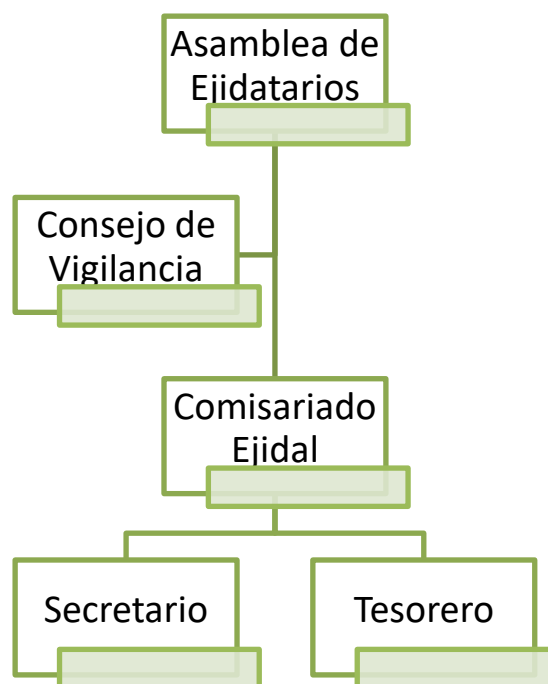 Asamblea de
Ejidatarios
Consejo de
Vigilancia
Comisariado
Ejidal
Secretario
Tesorero